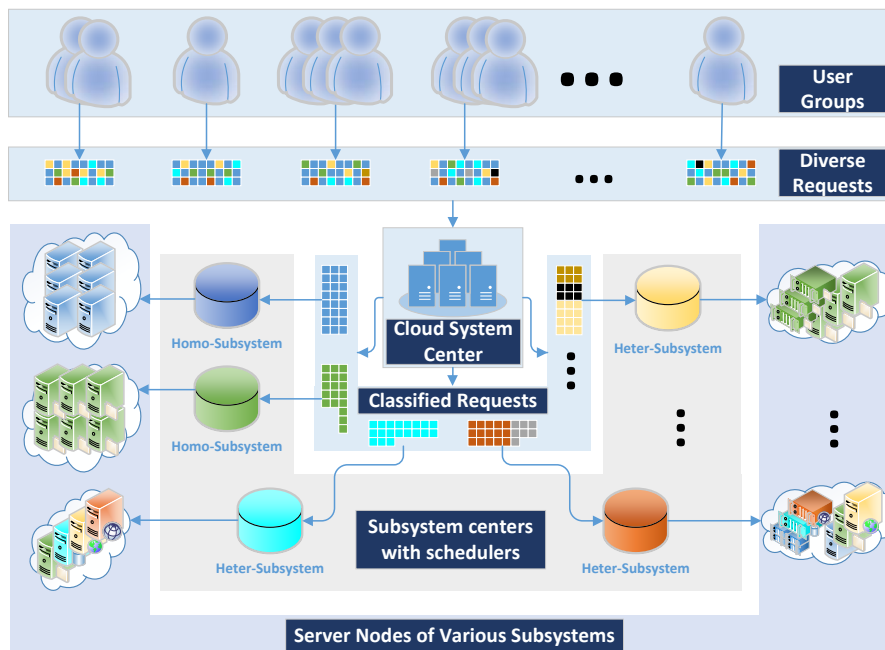 User
Groups
Diverse
Requests
Cloud System
Center
Homo-Subsystem
Heter-Subsystem
Classified Requests
Homo-Subsystem
Subsystem centers
with schedulers
Heter-Subsystem
Heter-Subsystem
Server Nodes of Various Subsystems